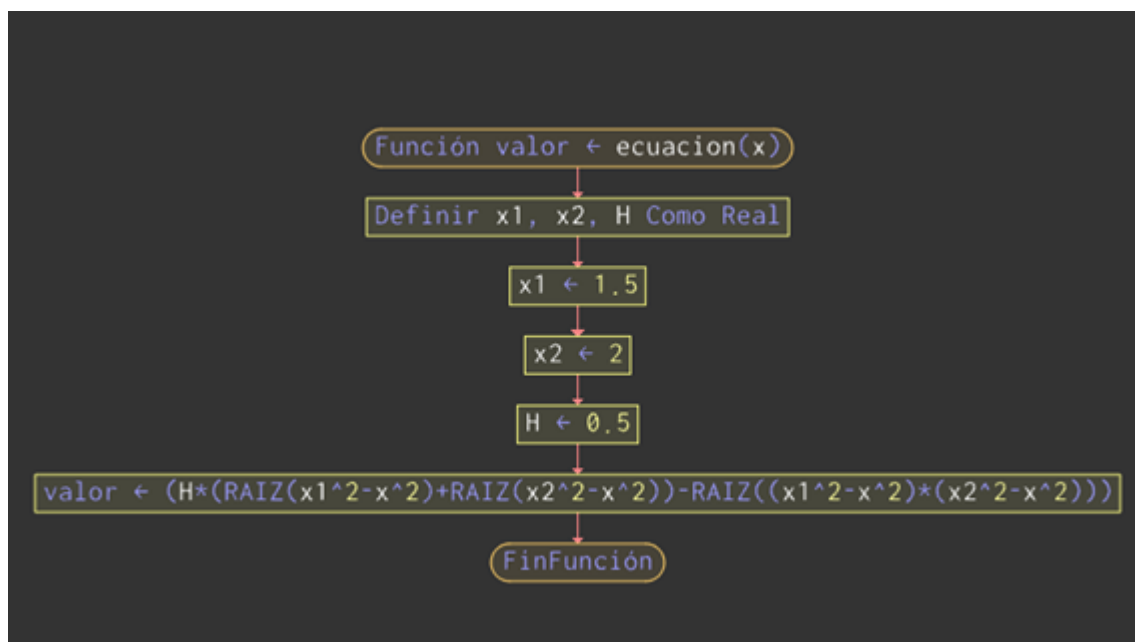 Función valor ← ecuacion(x)
Definir x1, x2, H Como Real
x1 ← 1.5
x2 ← 2
H ← 0.5
valor ← (H*(RAIZ(x1^2-x^2)+RAIZ(x2^2-x^2))-RAIZ((x1^2-x^2)*(x2^2-x^2)))
FinFunción